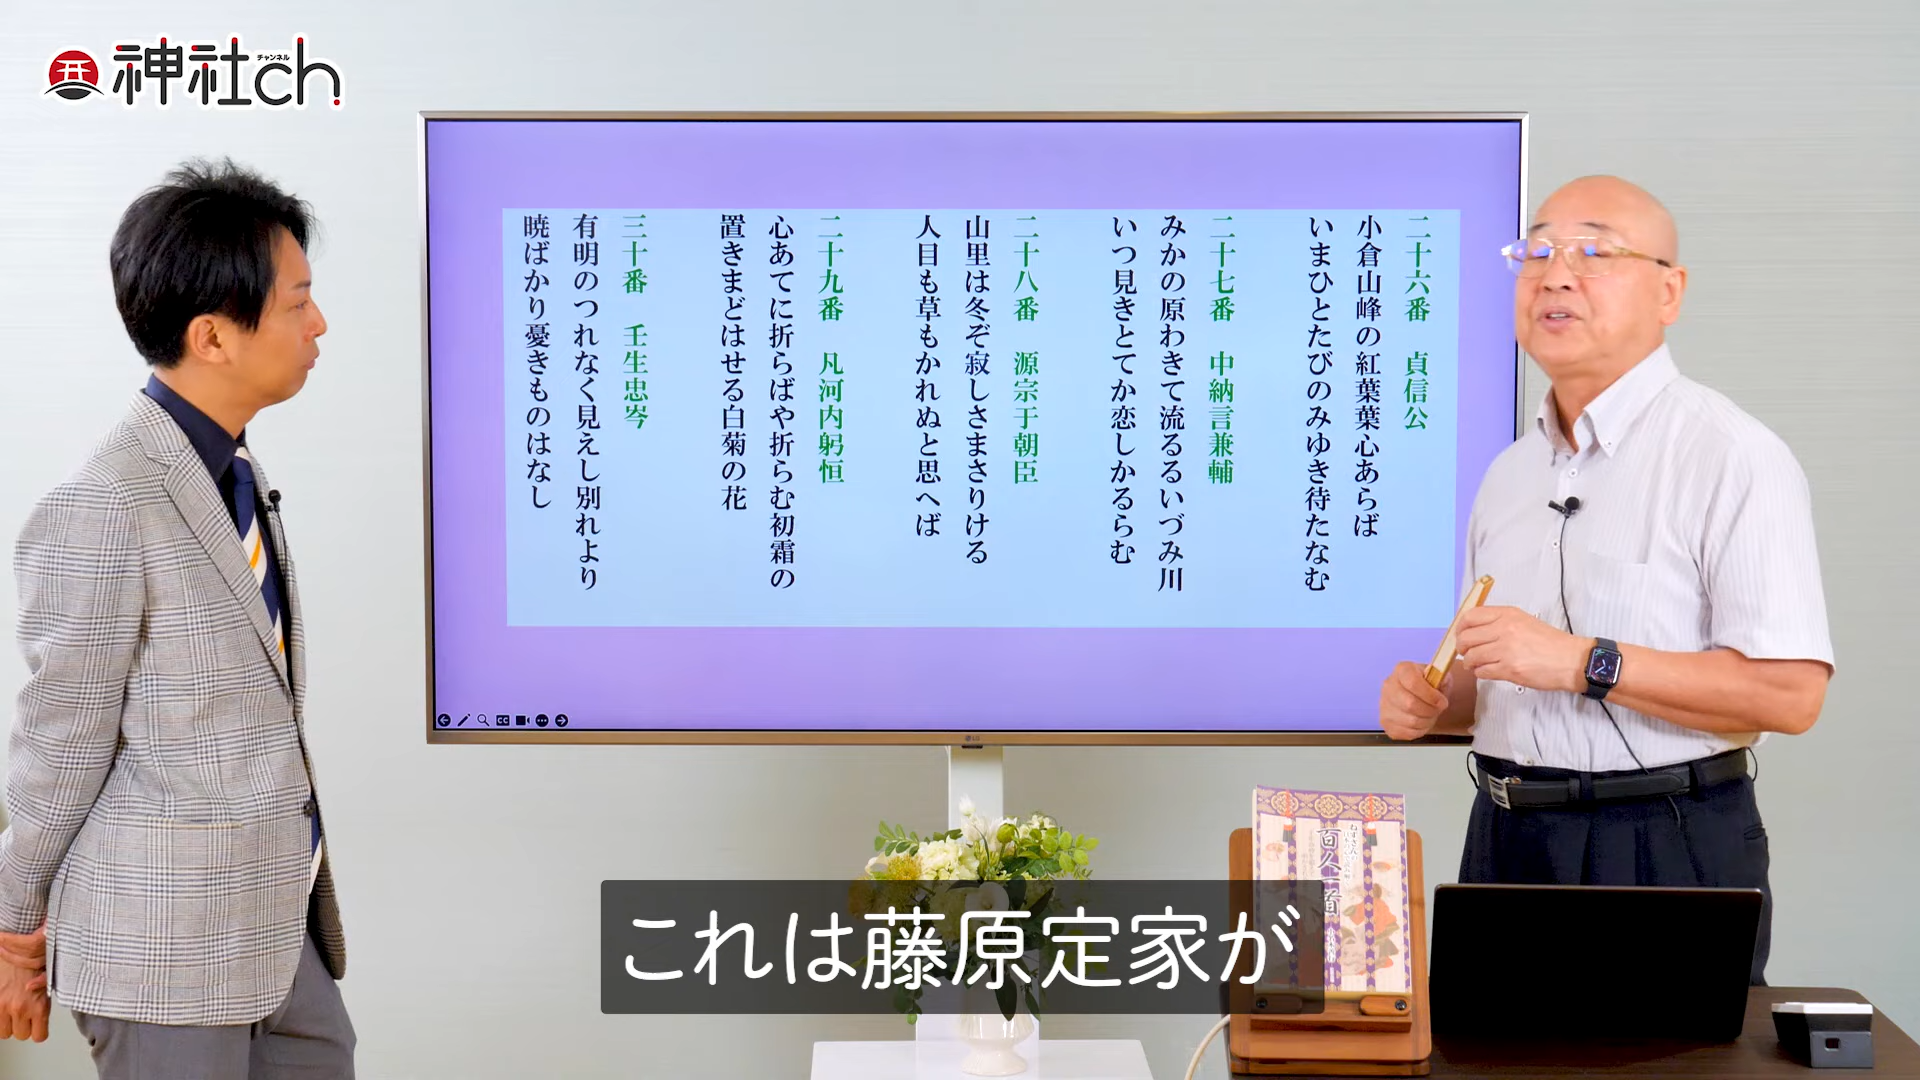 神社ch
チャンネル
二十六番　貞信公
小倉山峰の紅葉葉心あらば
いまひとたびのみゆき待たなむ
二十七番　中納言兼輔
みかの原わきて流るるいづみ川
いつ見きとてか恋しかるらむ
二十八番　源宗于朝臣
山里は冬ぞ寂しさまさりける
人目も草もかれぬと思へば
二十九番　凡河内躬恒
心あてに折らばや折らむ初霜の
置きまどはせる白菊の花
三十番　壬生忠岑
有明のつれなく見えし別れより
暁ばかり憂きものはなし
CC
LG
ねずさんの
百人一首
これは藤原定家が